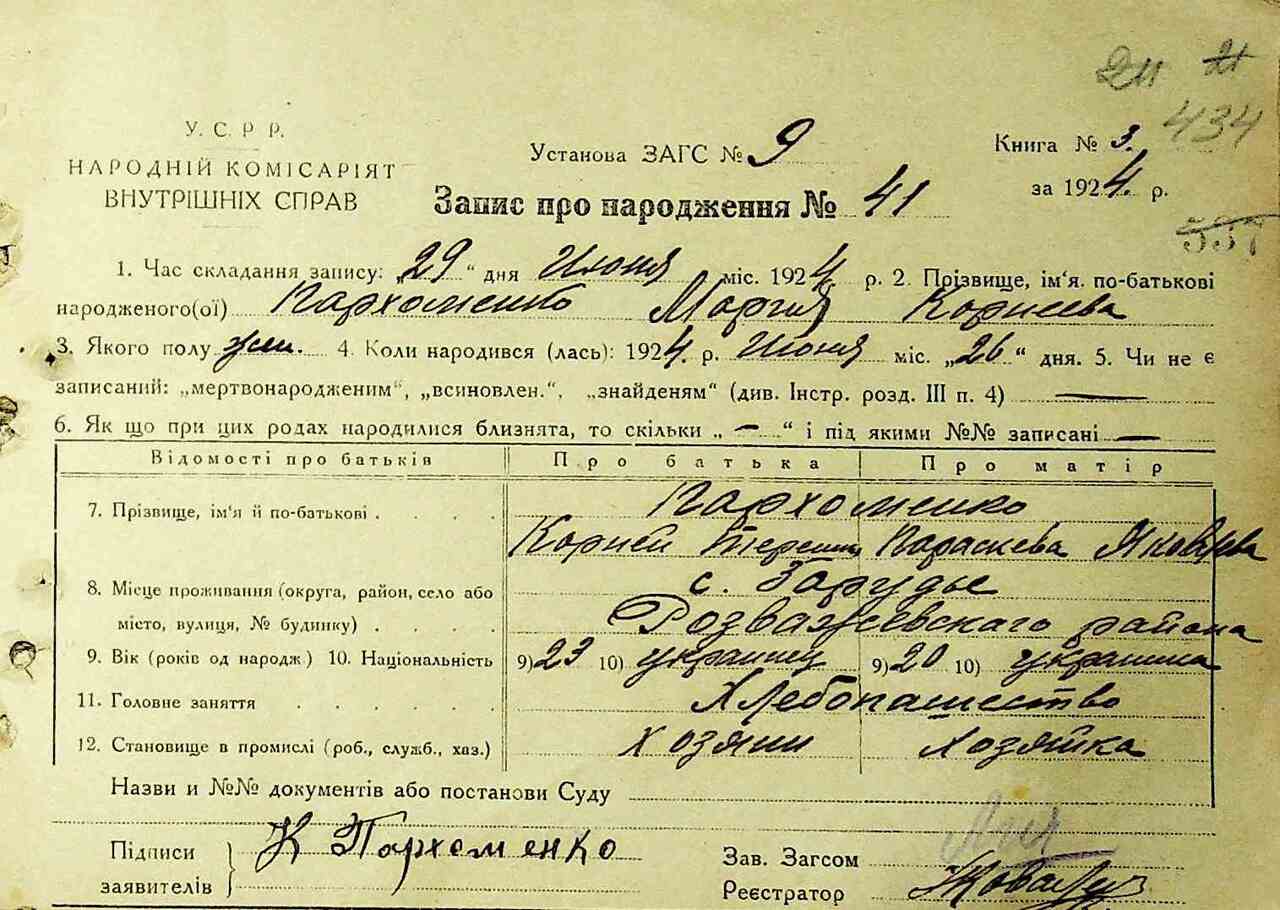 21
434
У. С. Р Р.
НАРОДНІЙ КОМІСАРІЯТ
ВНУТРІШНІХ СПРАВ
Установа ЗАГС № 9
Книга № 3.
за 1924. р.
Запис про народження № 41
537
1. Час складання запису: „29“ дня Июня міс. 1924 р. 2. Прізвище, ім‘я. по-батькові
народженого(ої) Пархоменко Мария Корнеева
3. Якого полу жен. 4. Коли народився (лась): 1924. р. Июня міс. „26“ дня. 5. Чи не є
записаний: „мертвонародженим“, „всиновлен.“, „знайденям“ (див. Інстр. розд. III п. 4) —
6. Як що при цих родах народилися близнята, то скільки „ — “ і під якими №№ записані —
Відомості про батьків Про батька Про матір
7. Прізвище, ім‘я й по-батькові . . . . Пархоменко
Корней Параскева Яковлева
8. Місце проживання (округа, район, село або с. Зарудье
місто, вулиця, № будинку) . . . . Розважевскаго района
9. Вік (років од народж) 10. Національність 9) 23 10) украинец 9) 20 10) украинка
11. Головне заняття . . . . . . Хлебопашество
12. Становище в промислі (роб., служб., хаз.) Хозяин Хозяйка
Назви и №№ документів або постанови Суду
Підписи К Пархоменко
заявителів
Зав. Загсом
Реєстратор